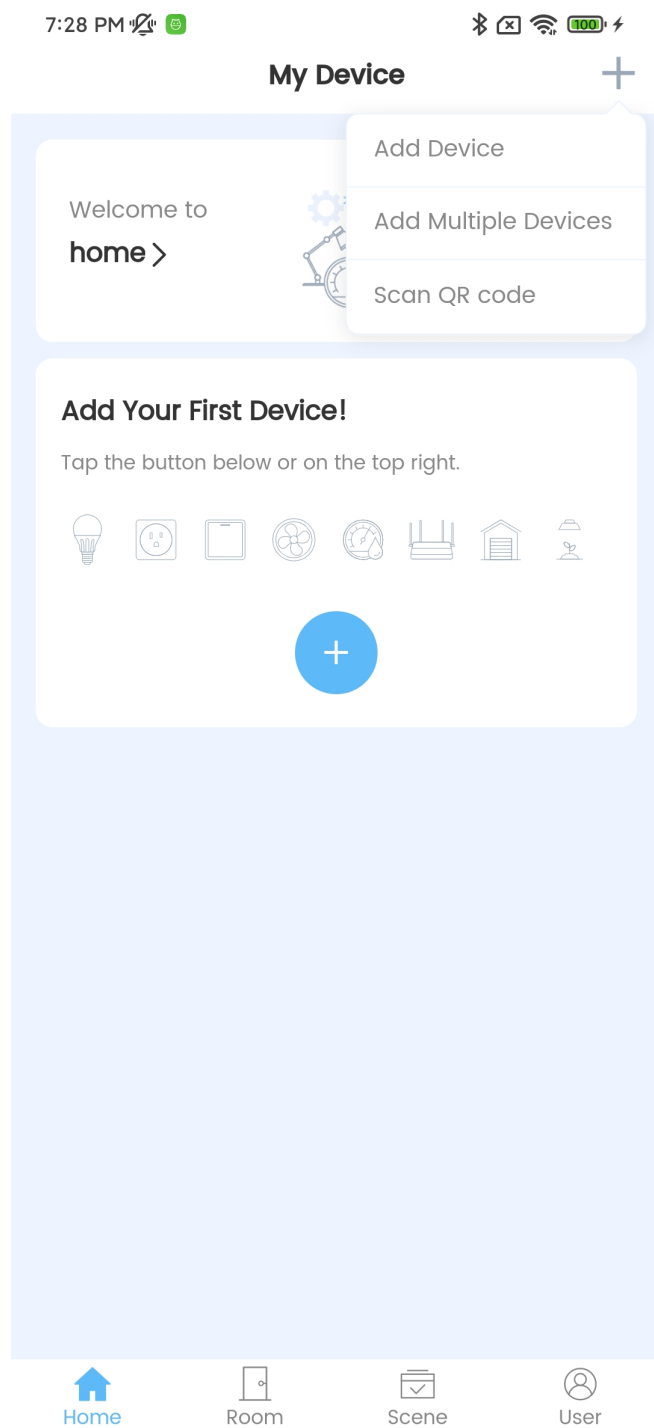 7:28 PM
100
My Device
Add Device
Add Multiple Devices
Scan QR code
Welcome to
home
Add Your First Device!
Tap the button below or on the top right.
Home
Room
Scene
User